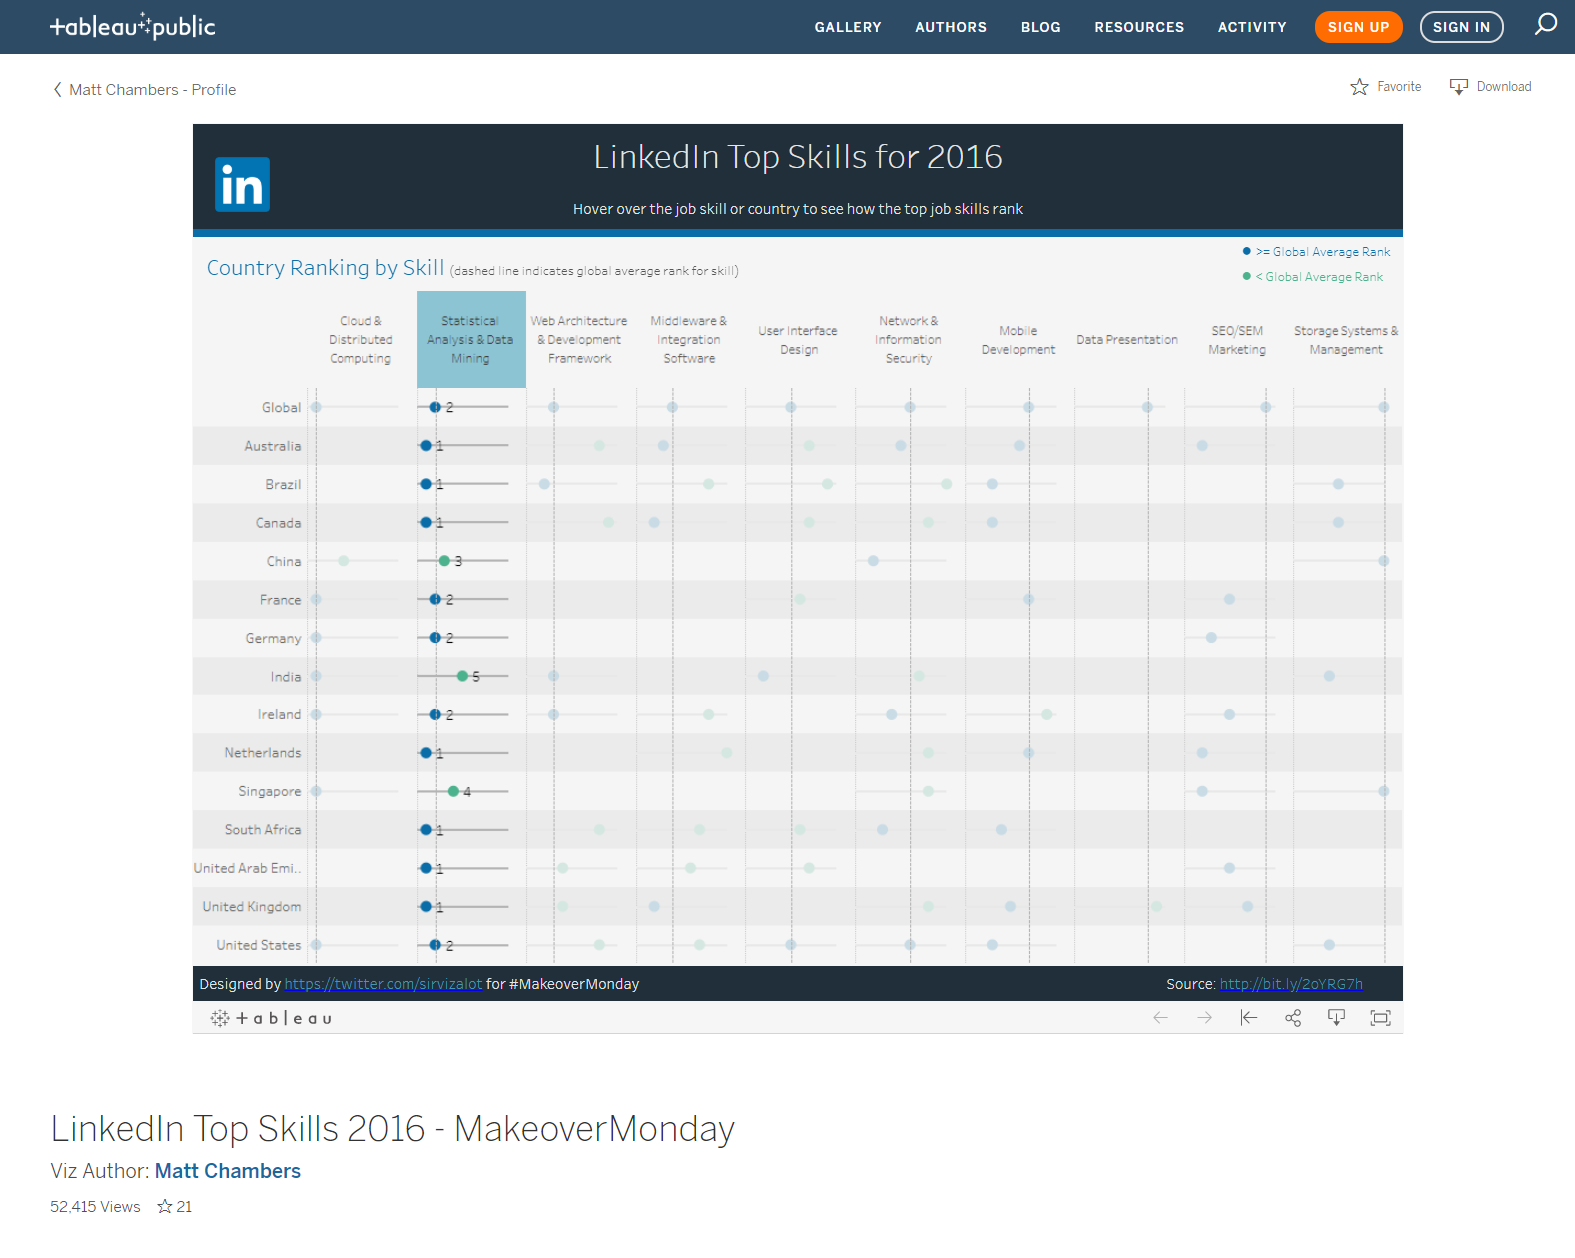 +ableau+public
GALLERY AUTHORS BLOG RESOURCES ACTIVITY SIGN UP SIGN IN
Matt Chambers - Profile
Favorite Download
in
LinkedIn Top Skills for 2016
Hover over the job skill or country to see how the top job skills rank
>= Global Average Rank
Country Ranking by Skill (dashed line indicates global average rank for skill)
< Global Average Rank
Cloud & Distributed Computing
Statistical Analysis & Data Mining
Web Architecture & Development Framework
Middleware & Integration Software
User Interface Design
Network & Information Security
Mobile Development
Data Presentation
SEO/SEM Marketing
Storage Systems & Management
Global 2
Australia 1
Brazil 1
Canada 1
China 3
France 2
Germany 2
India 5
Ireland 2
Netherlands 1
Singapore 4
South Africa 1
United Arab Emi.. 1
United Kingdom 1
United States 2
Designed by https://twitter.com/sirvizalot for #MakeoverMonday Source: http://bit.ly/2oYRG7h
+ableau
LinkedIn Top Skills 2016 - MakeoverMonday
Viz Author: Matt Chambers
52,415 Views 21